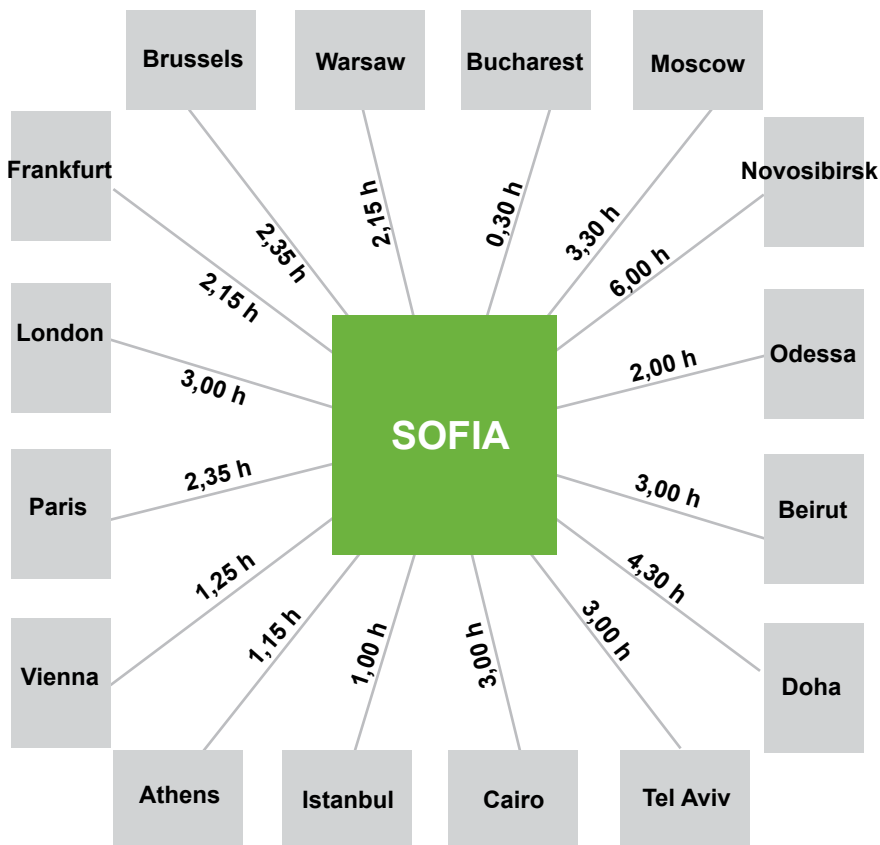 Brussels
Warsaw
Bucharest
Moscow
Frankfurt
Novosibirsk
2,35 h
2,15 h
0,30 h
3,30 h
2,15 h
6,00 h
London
Odessa
3,00 h
2,00 h
SOFIA
Paris
2,35 h
3,00 h
Beirut
1,25 h
4,30 h
Vienna
1,15 h
1,00 h
3,00 h
3,00 h
Doha
Athens
Istanbul
Cairo
Tel Aviv